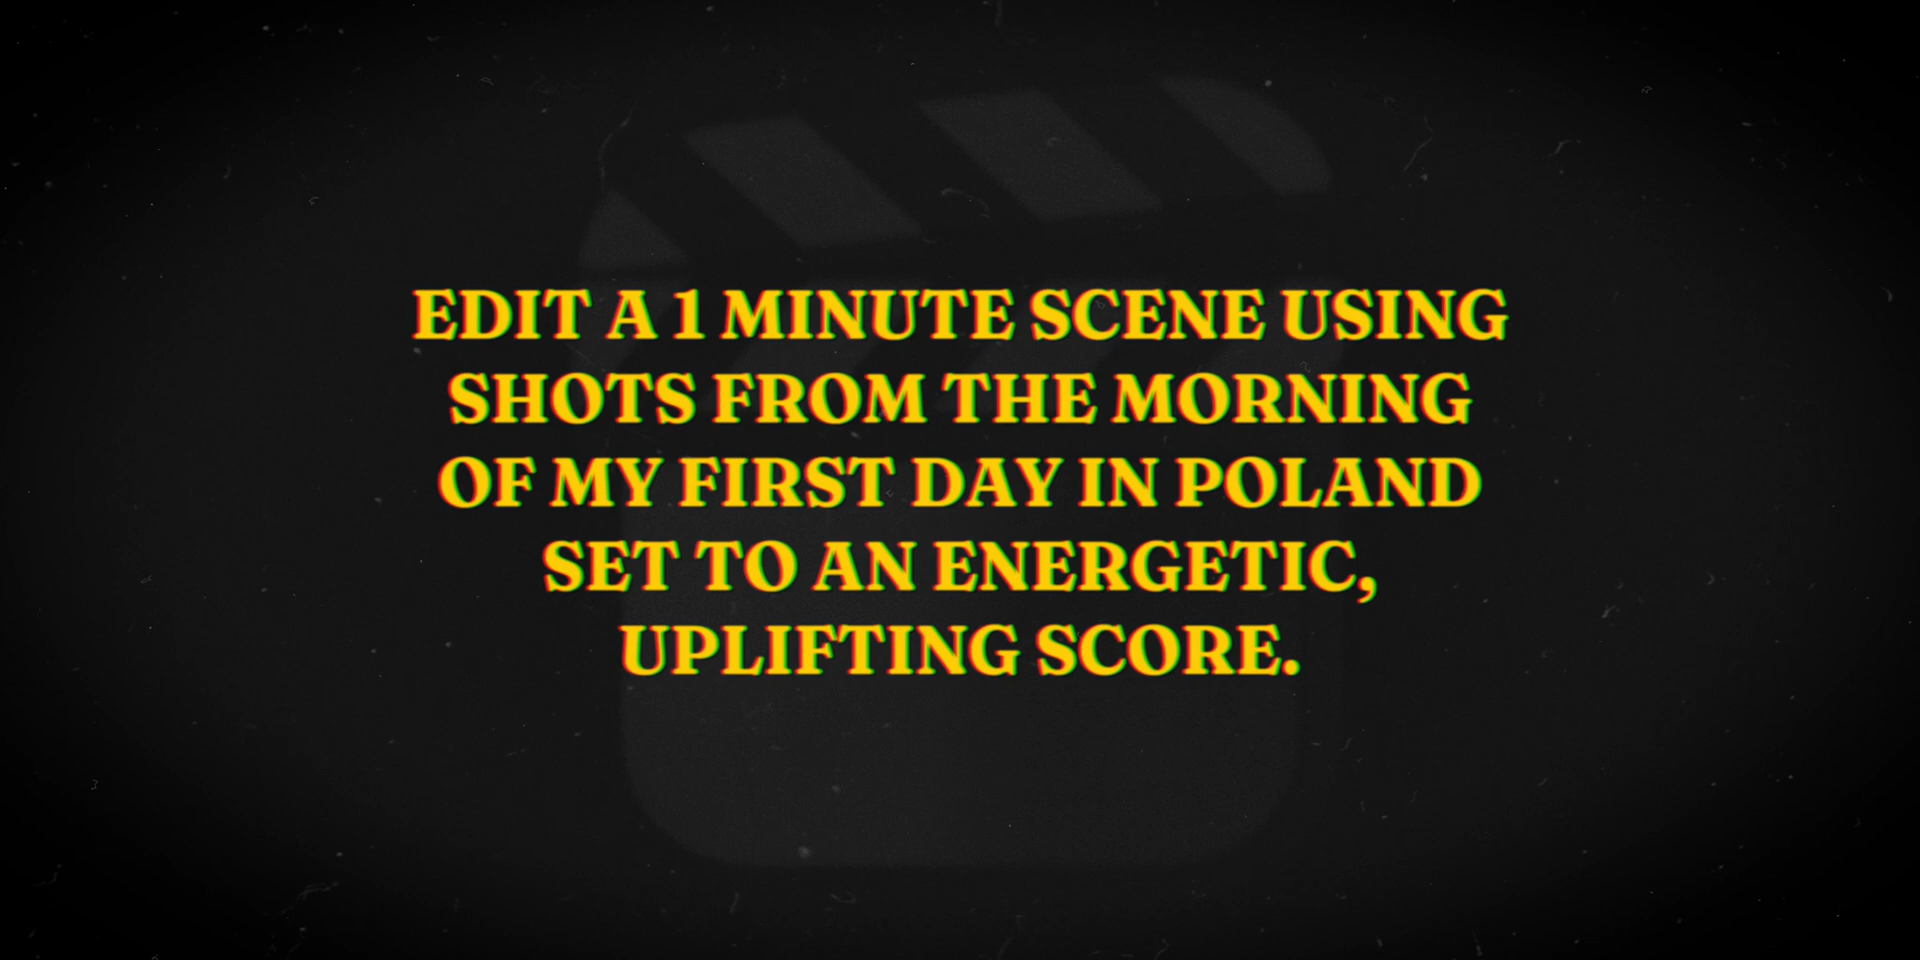 EDIT A 1 MINUTE SCENE USING
SHOTS FROM THE MORNING
OF MY FIRST DAY IN POLAND
SET TO AN ENERGETIC,
UPLIFTING SCORE.